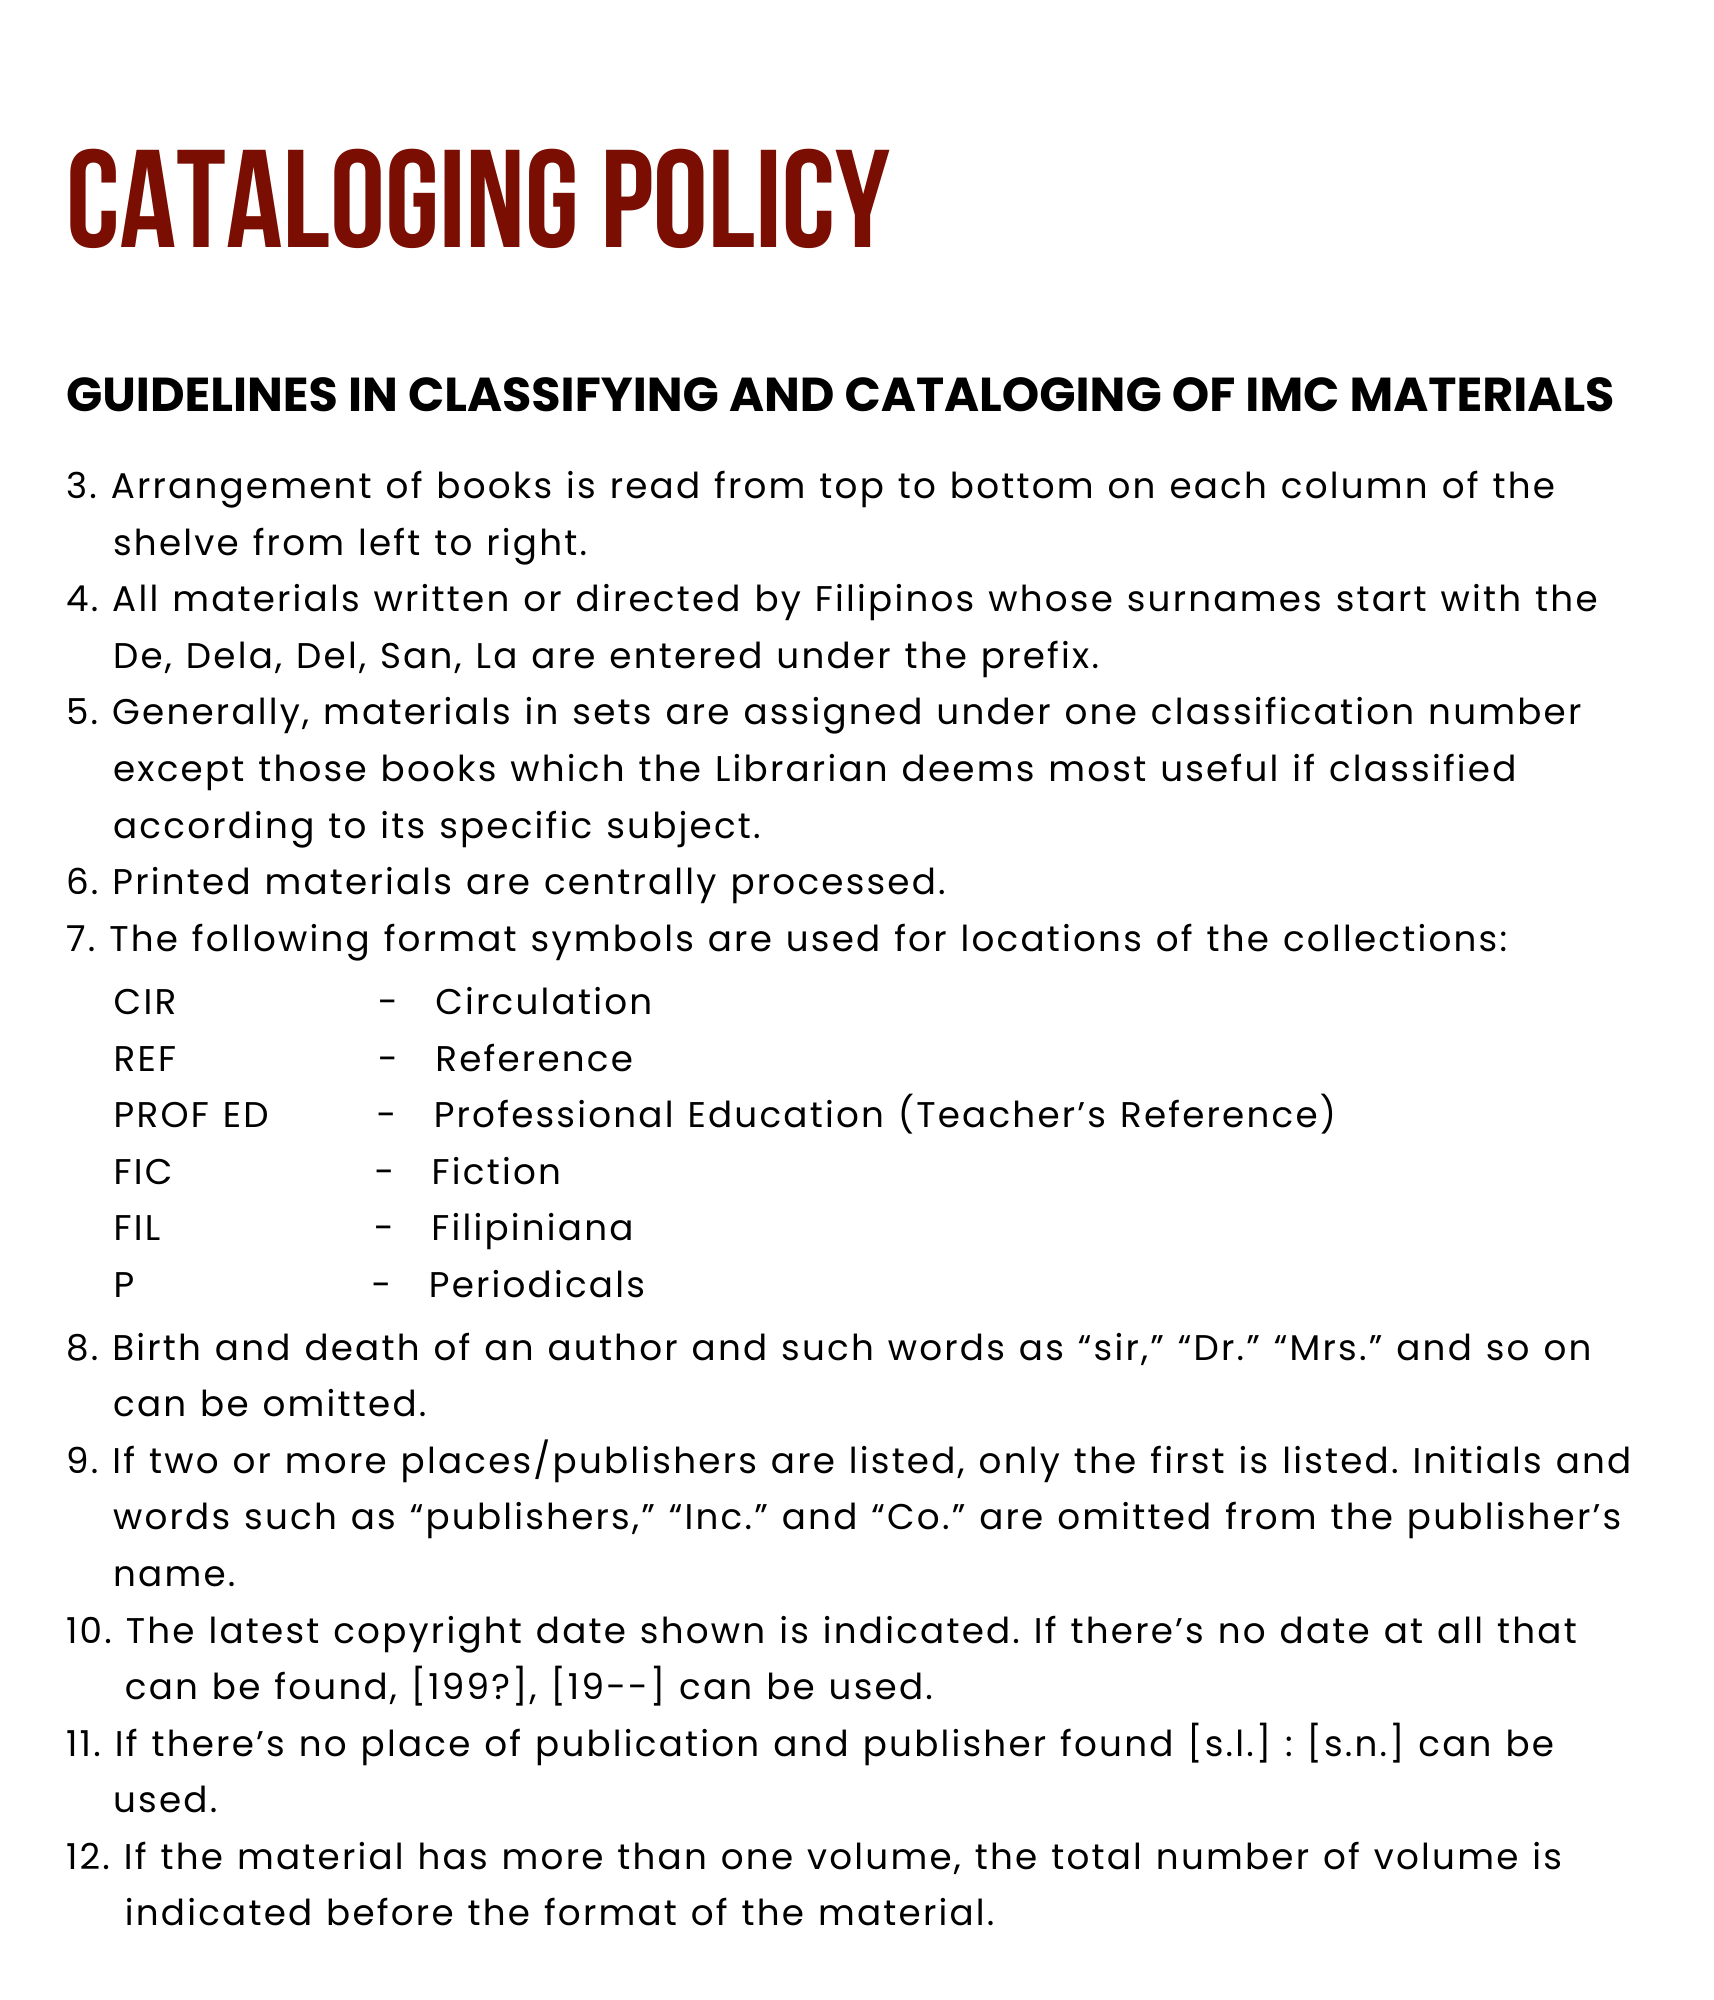 CATALOGING POLICY
GUIDELINES IN CLASSIFYING AND CATALOGING OF IMC MATERIALS
3. Arrangement of books is read from top to bottom on each column of the
shelve from left to right.
4. All materials written or directed by Filipinos whose surnames start with the
De, Dela, Del, San, La are entered under the prefix.
5. Generally, materials in sets are assigned under one classification number
except those books which the Librarian deems most useful if classified
according to its specific subject.
6. Printed materials are centrally processed.
7. The following format symbols are used for locations of the collections:
CIR - Circulation
REF - Reference
PROF ED - Professional Education (Teacher’s Reference)
FIC - Fiction
FIL - Filipiniana
P - Periodicals
8. Birth and death of an author and such words as “sir,” “Dr.” “Mrs.” and so on
can be omitted.
9. If two or more places/publishers are listed, only the first is listed. Initials and
words such as “publishers,” “Inc.” and “Co.” are omitted from the publisher’s
name.
10. The latest copyright date shown is indicated. If there’s no date at all that
can be found, [199?], [19--] can be used.
11. If there’s no place of publication and publisher found [s.l.] : [s.n.] can be
used.
12. If the material has more than one volume, the total number of volume is
indicated before the format of the material.